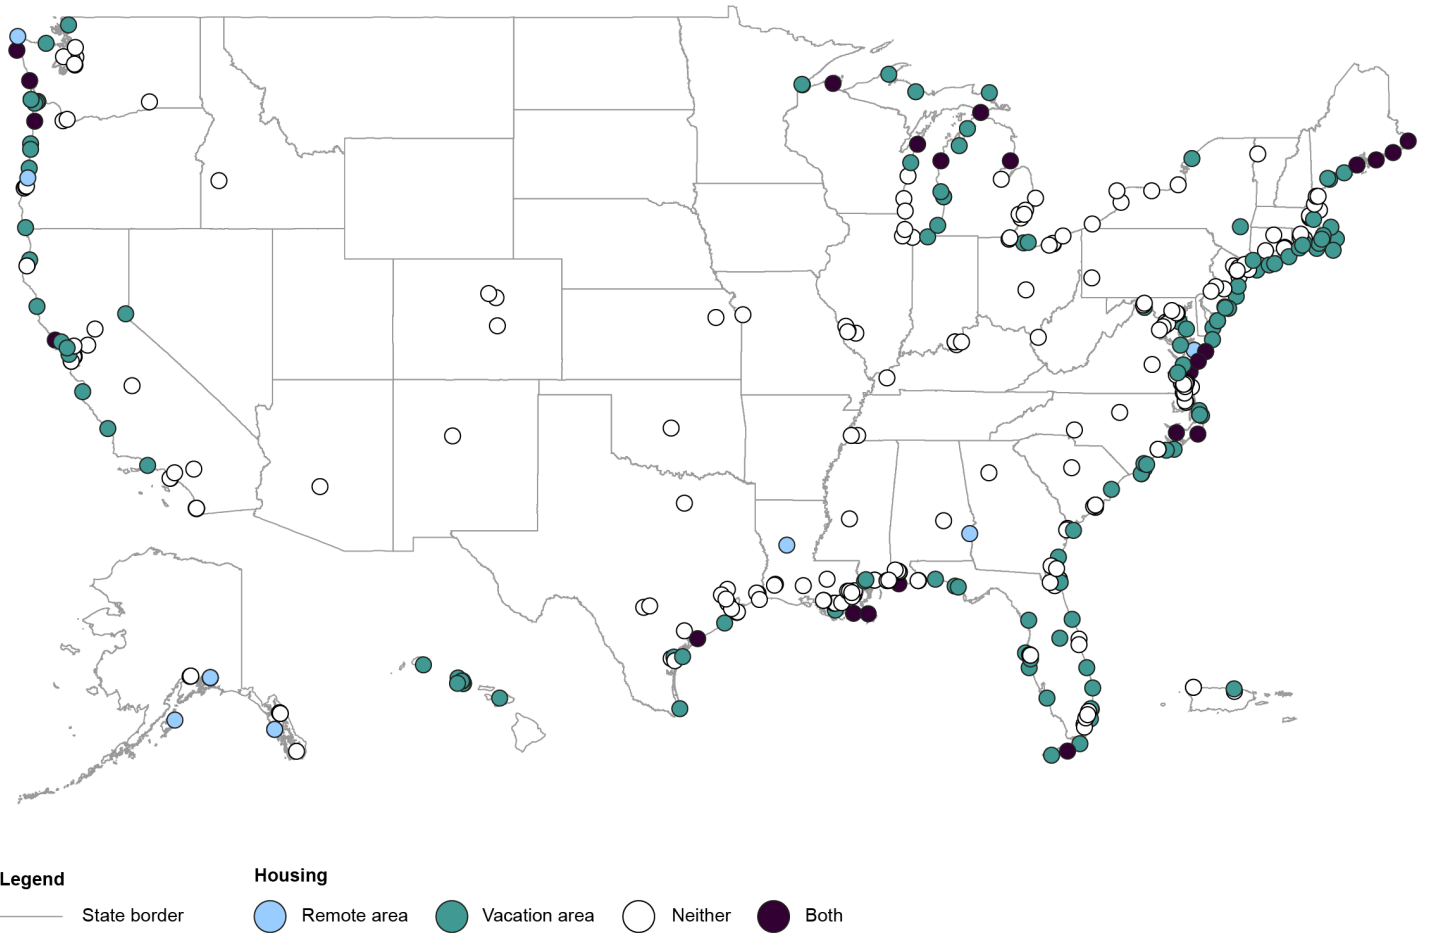 Legend
Housing
State border
Remote area
Vacation area
Neither
Both